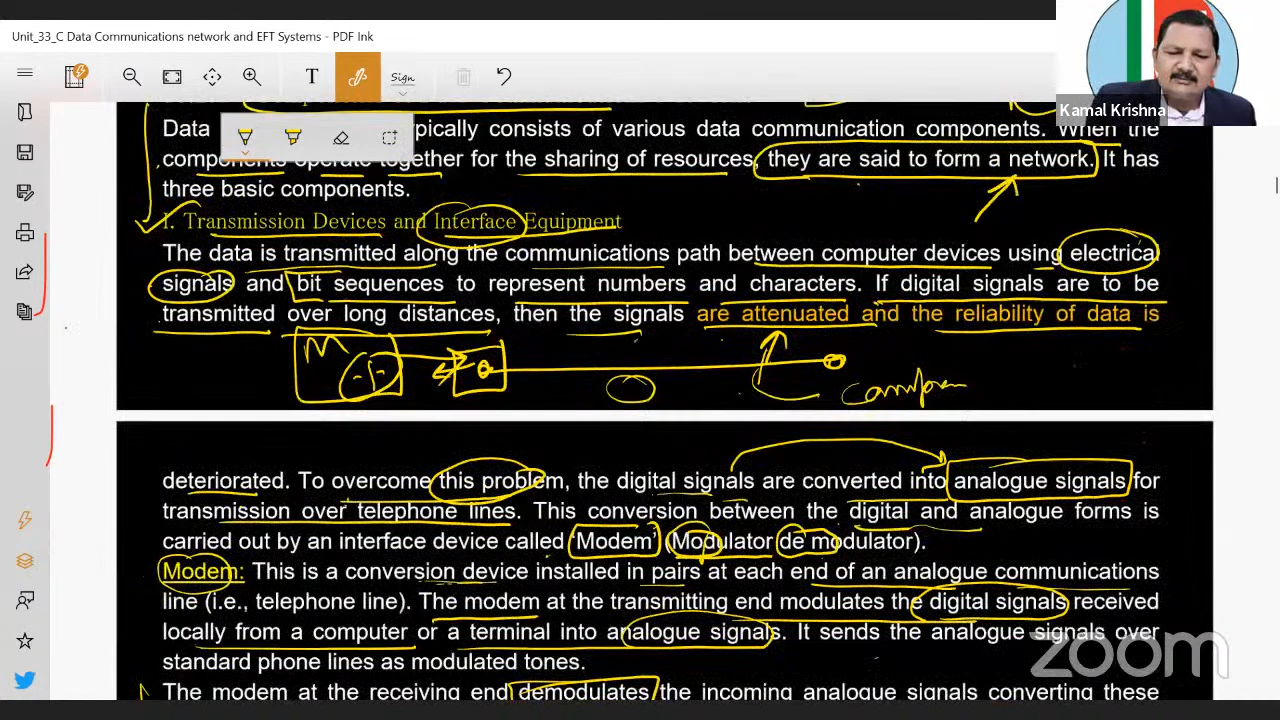 Unit_33_C Data Communications network and EFT Systems - PDF Ink
T
Sign
Kamal Krishna
Data pically consists of various data communication components. When the
components operate together for the sharing of resources, they are said to form a network. It has
three basic components.
I. Transmission Devices and Interface Equipment
The data is transmitted along the communications path between computer devices using electrical
signals and bit sequences to represent numbers and characters. If digital signals are to be
transmitted over long distances, then the signals are attenuated and the reliability of data is
M
deteriorated. To overcome this problem, the digital signals are converted into analogue signals for
transmission over telephone lines. This conversion between the digital and analogue forms is
carried out by an interface device called ‘Modem’ (Modulator de modulator).
Modem: This is a conversion device installed in pairs at each end of an analogue communications
line (i.e., telephone line). The modem at the transmitting end modulates the digital signals received
locally from a computer or a terminal into analogue signals. It sends the analogue signals over
standard phone lines as modulated tones.
The modem at the receiving end demodulates the incoming analogue signals converting these
zoom